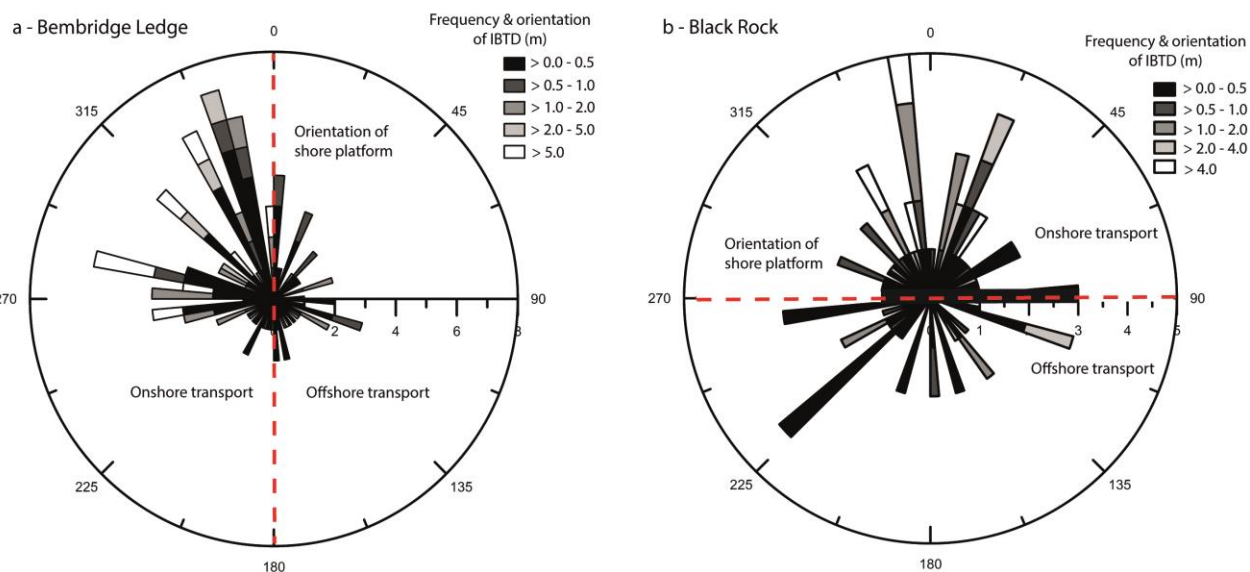 a - Bembridge Ledge
Frequency & orientation
of IBTD (m)
> 0.0 - 0.5
> 0.5 - 1.0
> 1.0 - 2.0
> 2.0 - 5.0
> 5.0
0
45
90
135
180
225
270
315
2
4
6
8
Orientation of
shore platform
Onshore transport
Offshore transport
b - Black Rock
Frequency & orientation
of IBTD (m)
> 0.0 - 0.5
> 0.5 - 1.0
> 1.0 - 2.0
> 2.0 - 4.0
> 4.0
0
45
90
135
180
225
270
315
0
1
2
3
4
5
Orientation of
shore platform
Onshore transport
Offshore transport